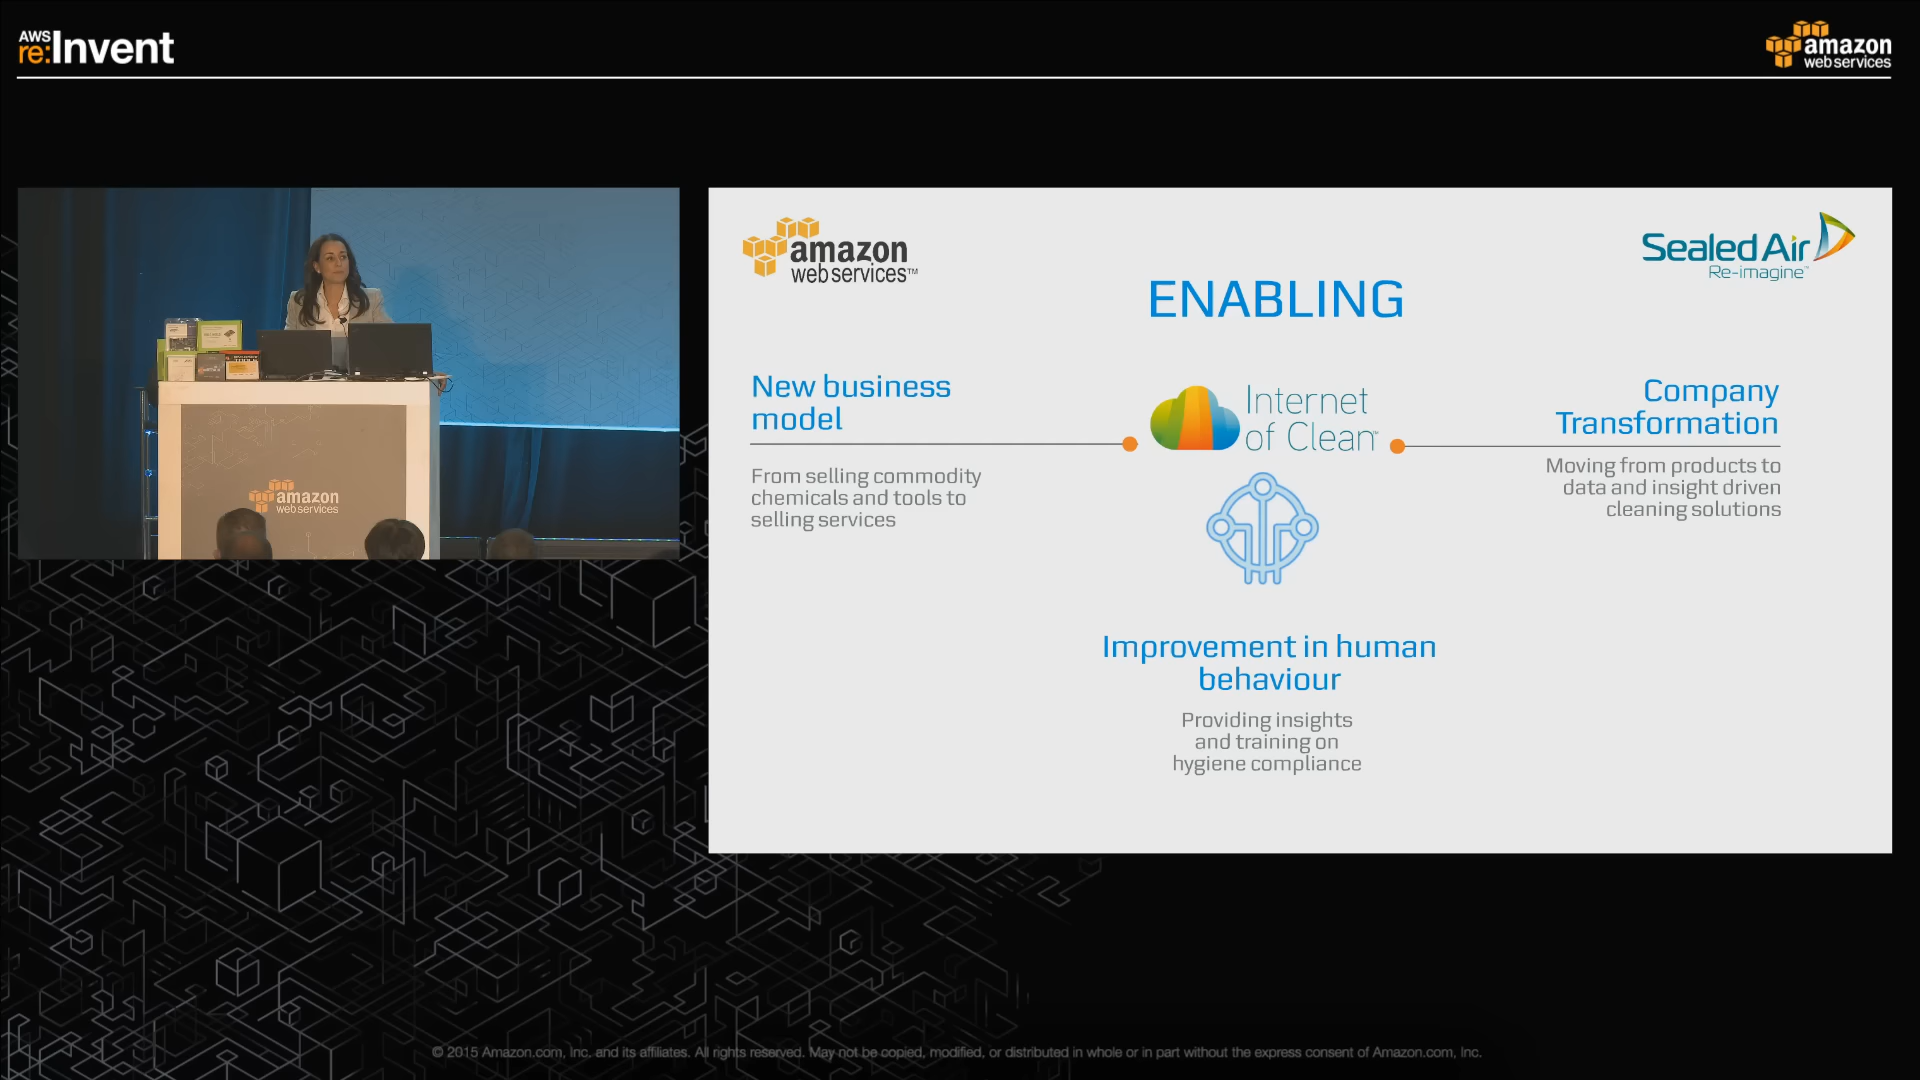 AWS
re:Invent
amazon
web services
amazon
web services™
Sealed Air
Re-imagine™
ENABLING
New business
model
From selling commodity
chemicals and tools to
selling services
Internet
of Clean™
Company
Transformation
Moving from products to
data and insight driven
cleaning solutions
Improvement in human
behaviour
Providing insights
and training on
hygiene compliance
amazon
web services
© 2015 Amazon.com, Inc. and its affiliates. All rights reserved. May not be copied, modified, or distributed in whole or in part without the express consent of Amazon.com, Inc.